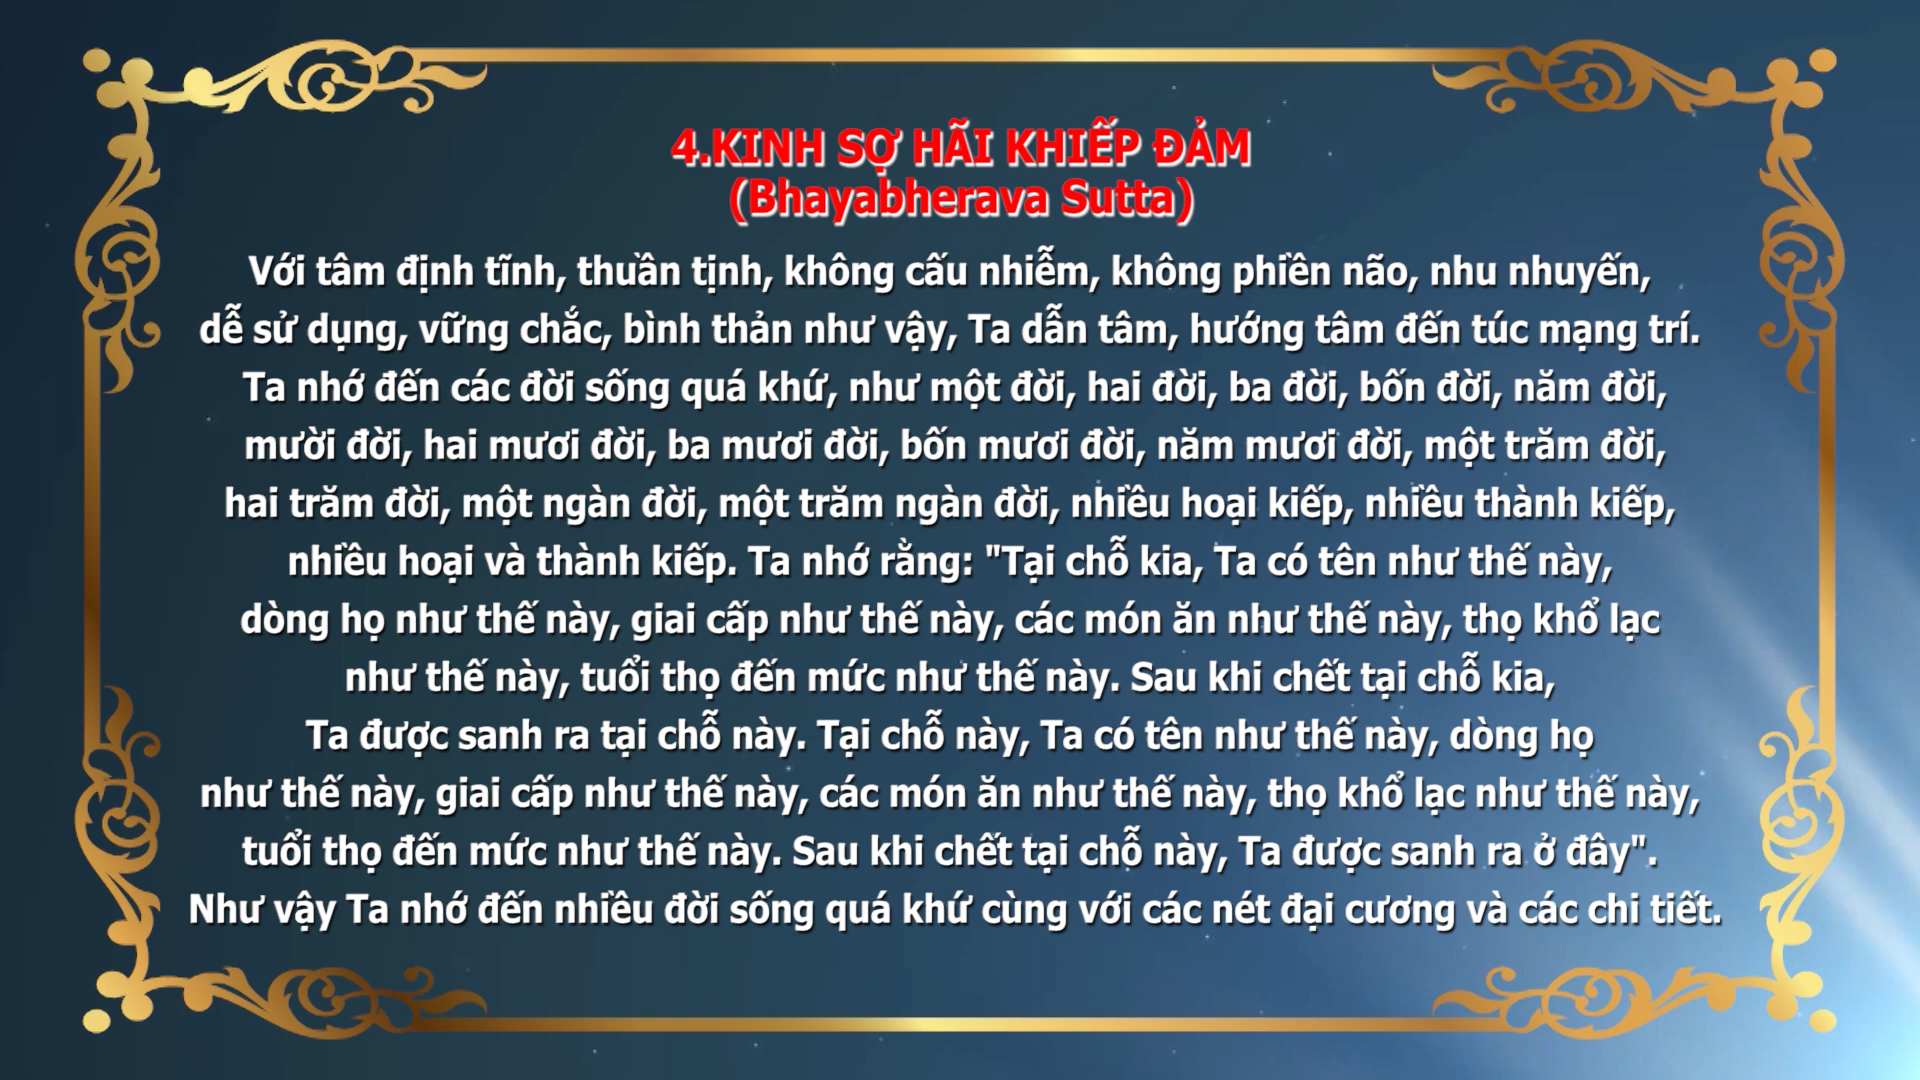 4.KINH SỢ HÃI KHIẾP ĐẢM
(Bhayabherava Sutta)
Với tâm định tĩnh, thuần tịnh, không cấu nhiễm, không phiền não, nhu nhuyến,
dễ sử dụng, vững chắc, bình thản như vậy, Ta dẫn tâm, hướng tâm đến túc mạng trí.
Ta nhớ đến các đời sống quá khứ, như một đời, hai đời, ba đời, bốn đời, năm đời,
mười đời, hai mươi đời, ba mươi đời, bốn mươi đời, năm mươi đời, một trăm đời,
hai trăm đời, một ngàn đời, một trăm ngàn đời, nhiều hoại kiếp, nhiều thành kiếp,
nhiều hoại và thành kiếp. Ta nhớ rằng: "Tại chỗ kia, Ta có tên như thế này,
dòng họ như thế này, giai cấp như thế này, các món ăn như thế này, thọ khổ lạc
như thế này, tuổi thọ đến mức như thế này. Sau khi chết tại chỗ kia,
Ta được sanh ra tại chỗ này. Tại chỗ này, Ta có tên như thế này, dòng họ
như thế này, giai cấp như thế này, các món ăn như thế này, thọ khổ lạc như thế này,
tuổi thọ đến mức như thế này. Sau khi chết tại chỗ này, Ta được sanh ra ở đây".
Như vậy Ta nhớ đến nhiều đời sống quá khứ cùng với các nét đại cương và các chi tiết.